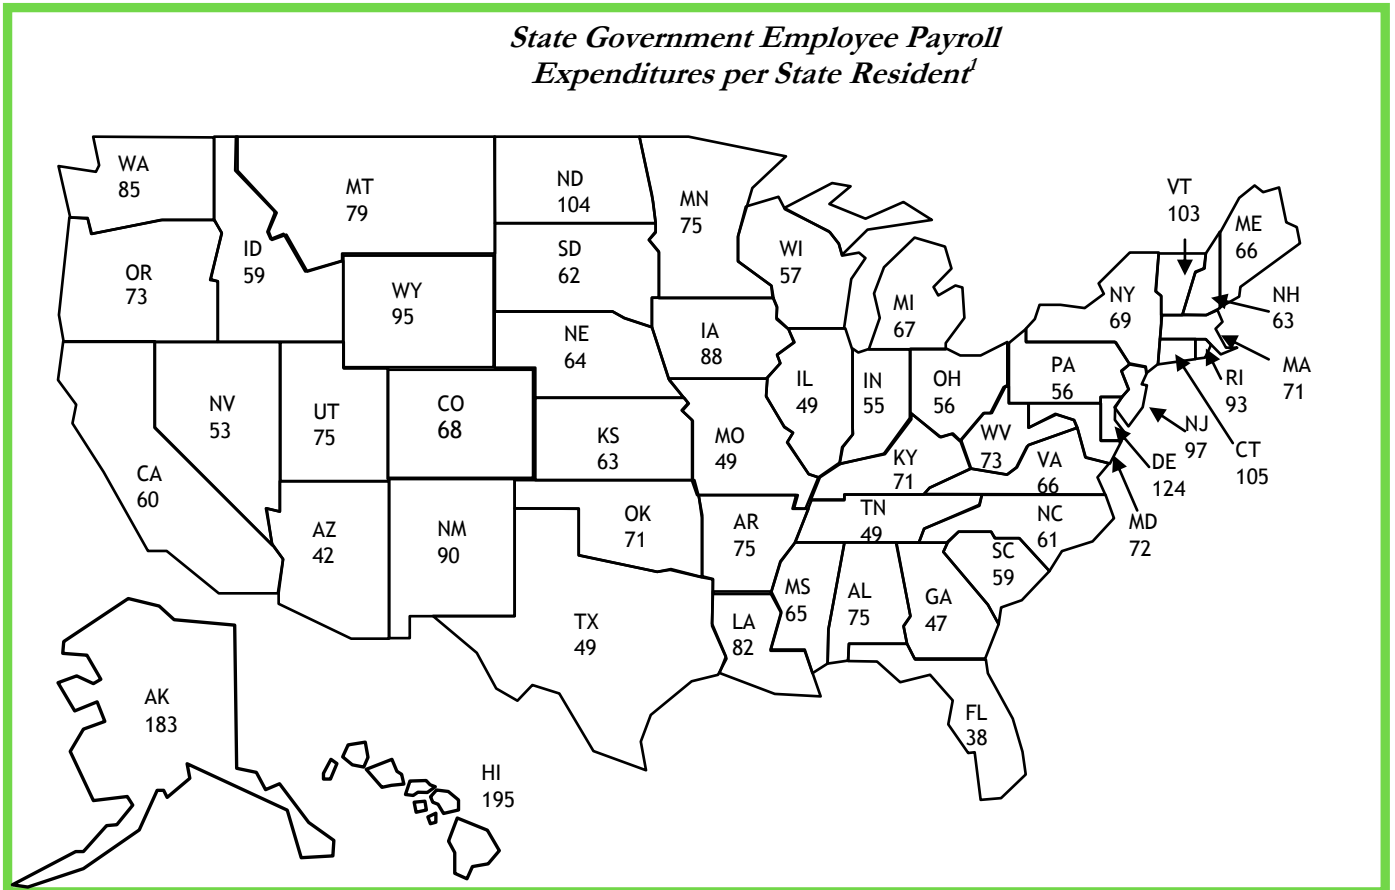 State Government Employee Payroll
Expenditures per State Resident¹
WA
85
MT
79
ND
104
MN
75
VT
103
ME
66
ID
59
SD
62
WI
57
OR
73
WY
95
MI
67
NY
69
NH
63
IA
88
NE
64
PA
56
MA
71
RI
93
IL
49
IN
55
OH
56
NV
53
UT
75
CO
68
NJ
97
CT
105
KS
63
MO
49
WV
73
KY
71
VA
66
DE
124
CA
60
MD
72
AZ
42
NM
90
OK
71
AR
75
TN
49
NC
61
SC
59
MS
65
AL
75
GA
47
TX
49
LA
82
AK
183
FL
38
HI
195